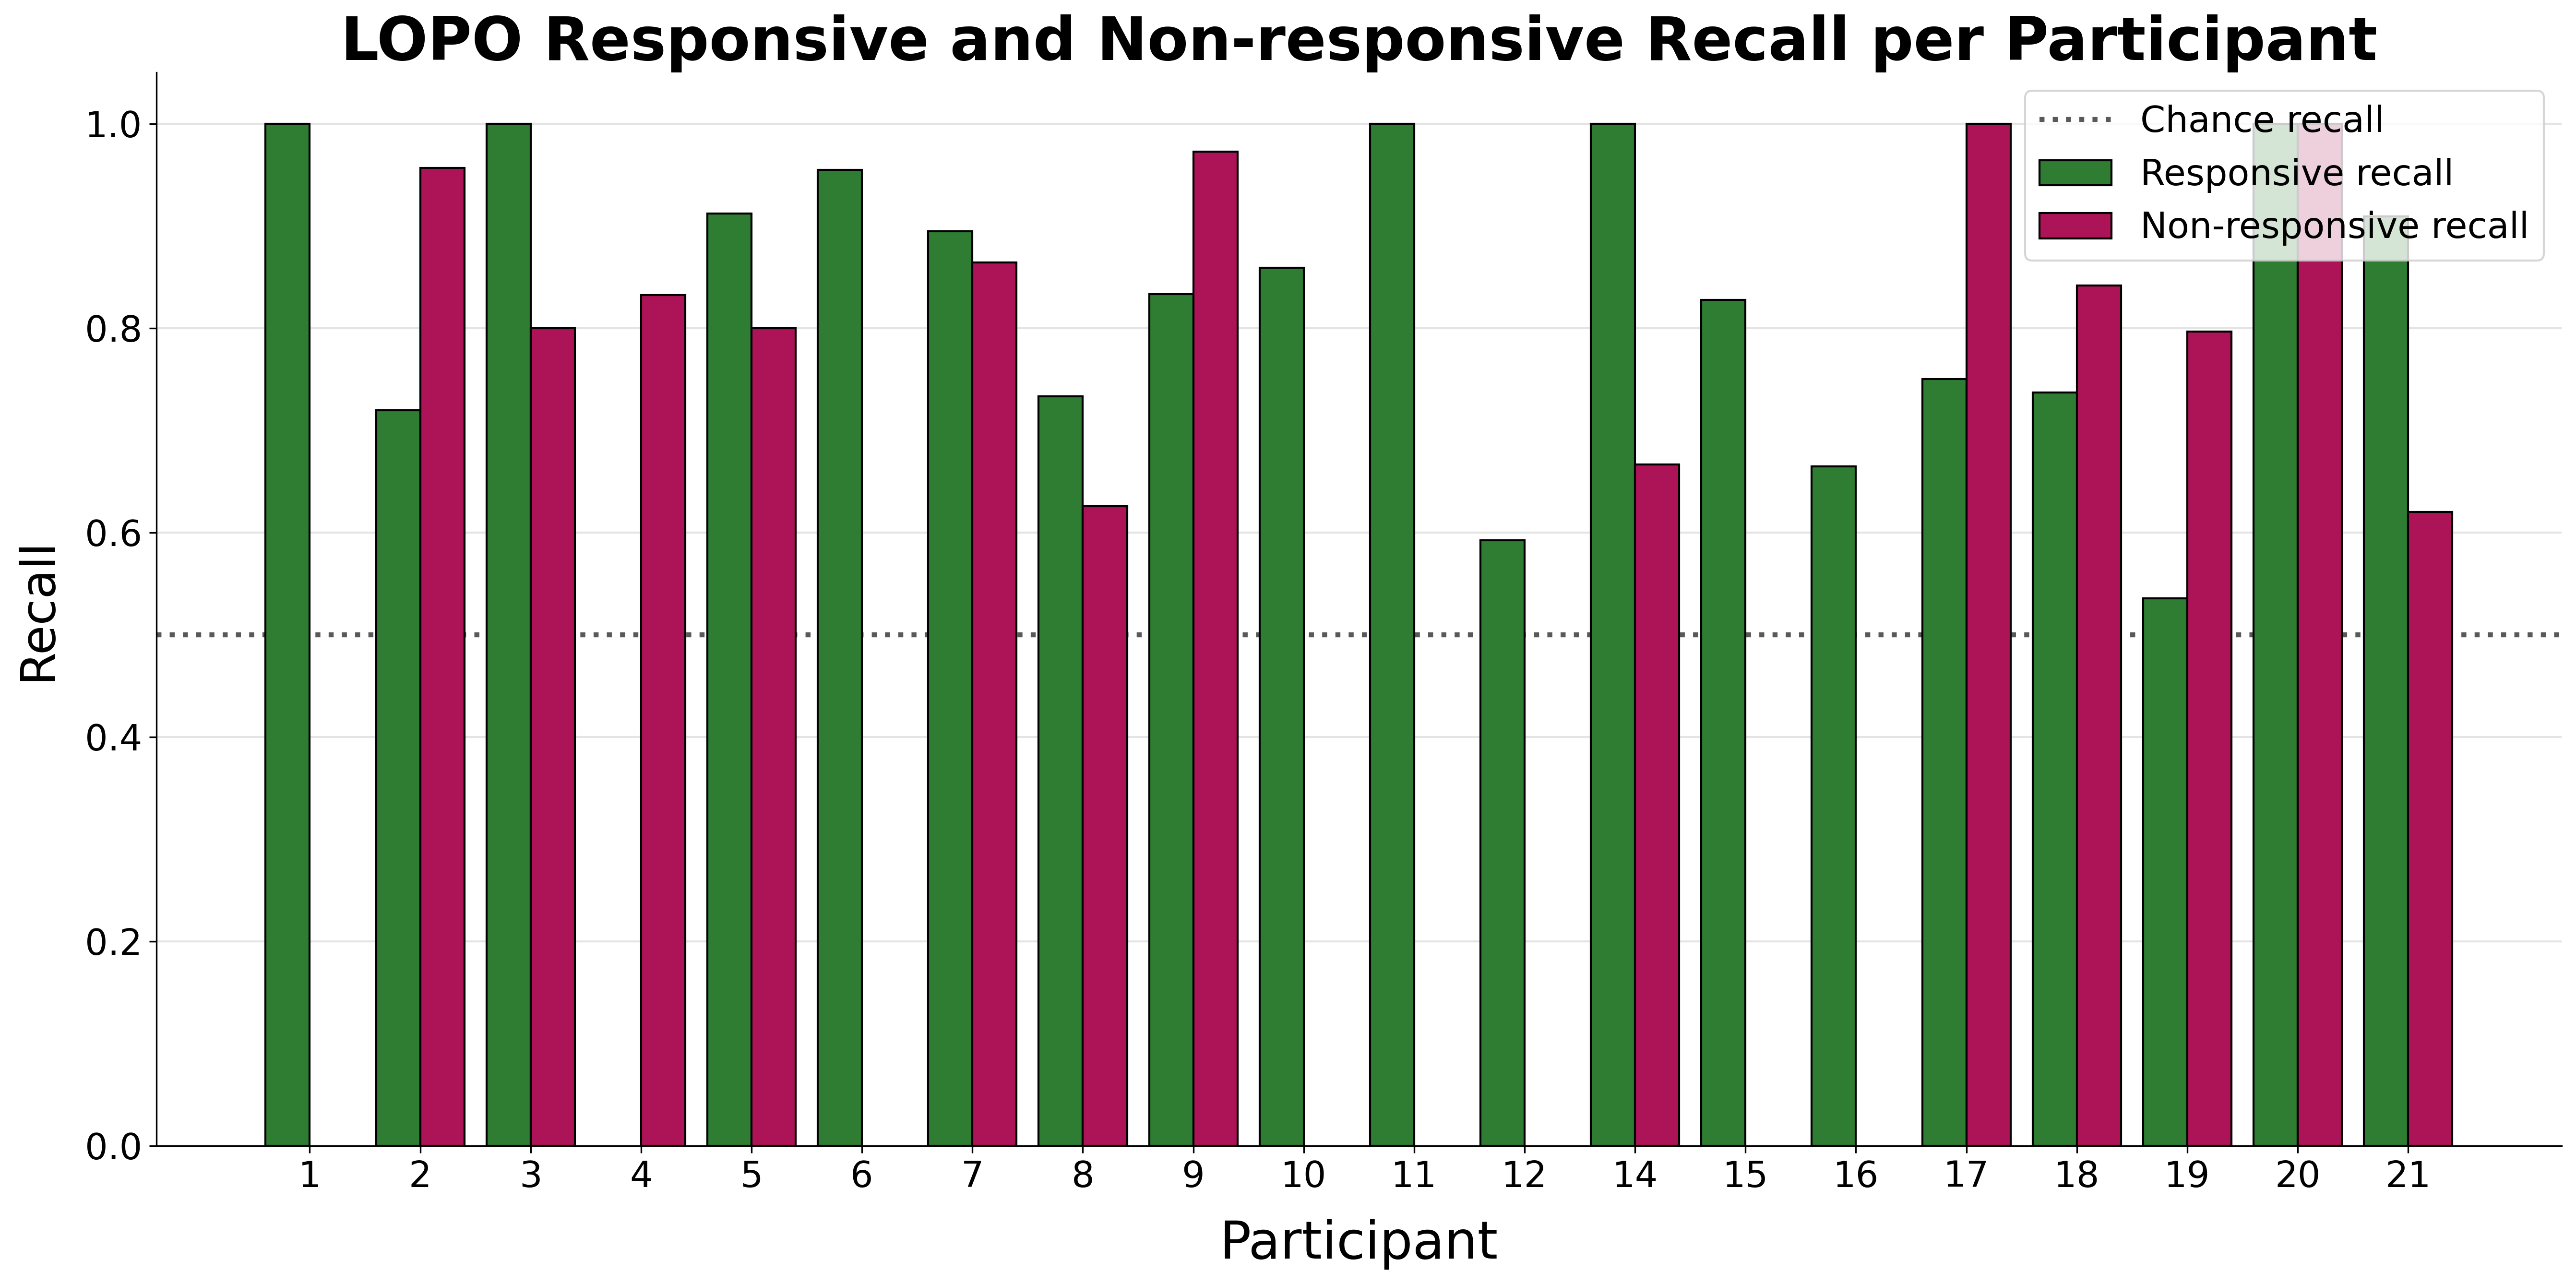 LOPO Responsive and Non-responsive Recall per Participant
Chance recall
Responsive recall
Non-responsive recall
Recall
1.0
0.8
0.6
0.4
0.2
0.0
1 2 3 4 5 6 7 8 9 10 11 12 14 15 16 17 18 19 20 21
Participant